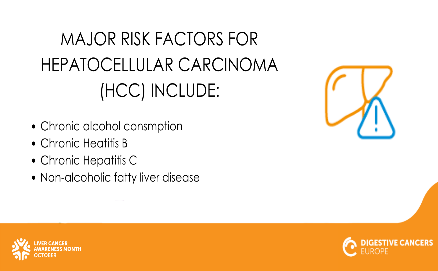 MAJOR RISK FACTORS FOR
HEPATOCELLULAR CARCINOMA
(HCC) INCLUDE:
• Chronic alcohol consmption
• Chronic Heatitis B
• Chronic Hepatitis C
• Non-alcoholic fatty liver disease
LIVER CANCER
AWARENESS MONTH
OCTOBER
DIGESTIVE CANCERS
EUROPE